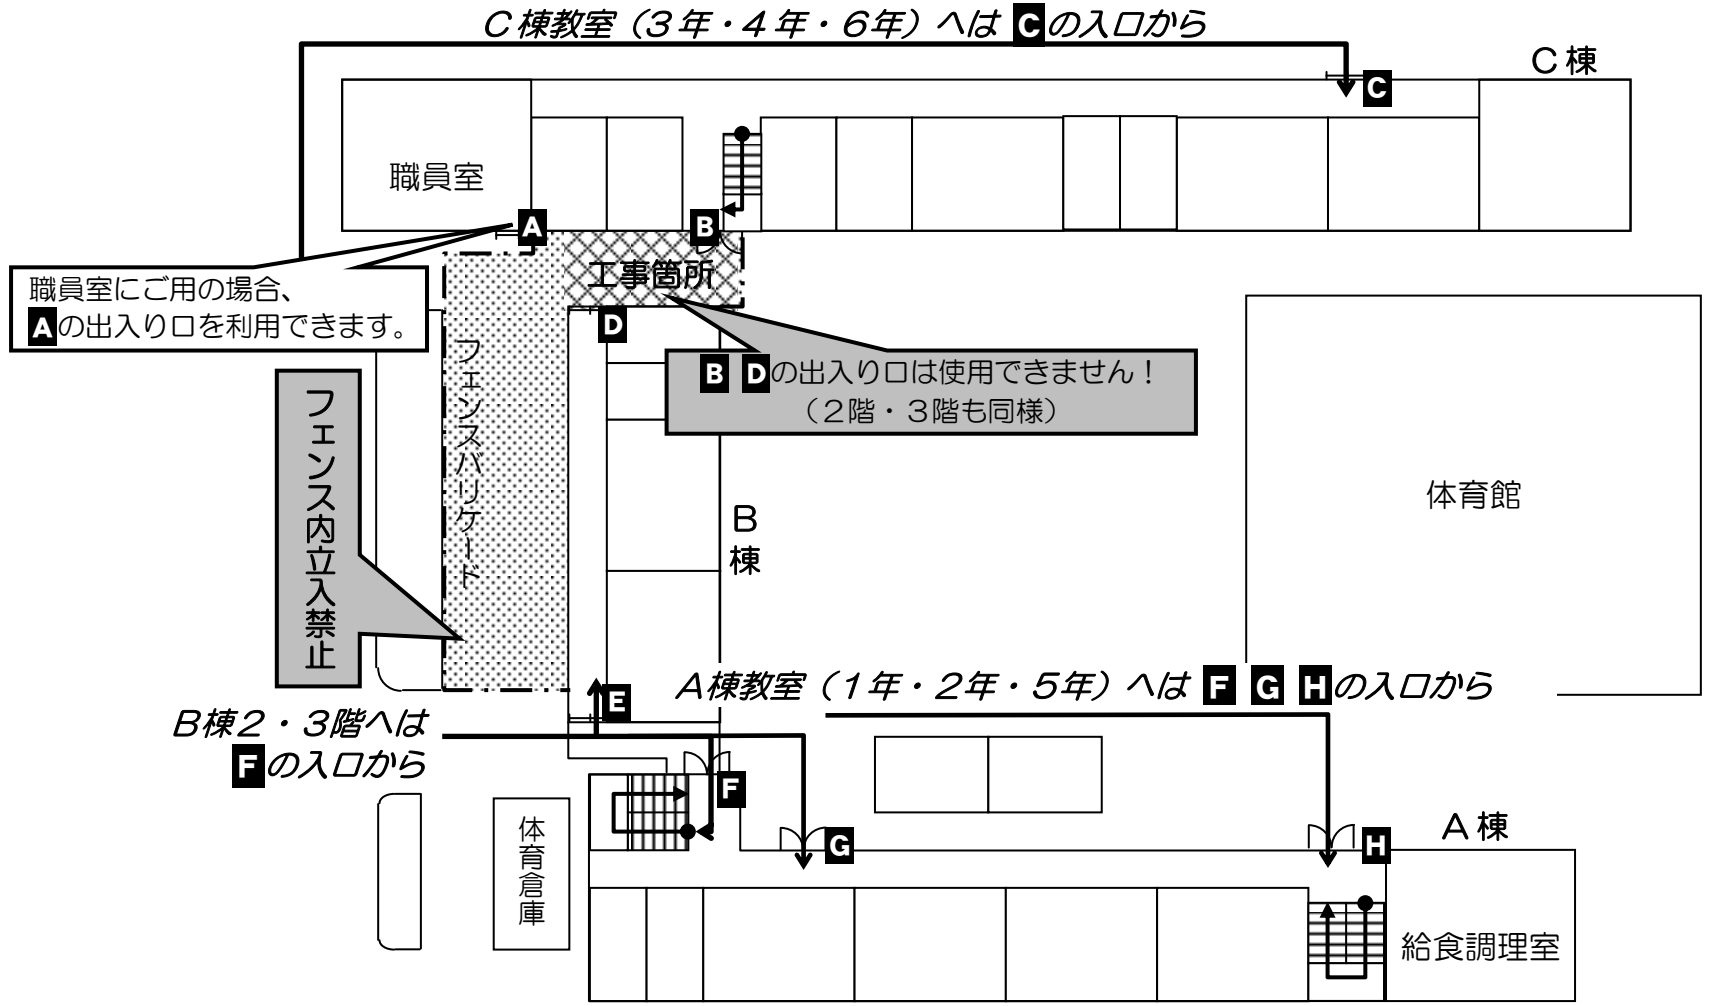 C棟教室（3年・4年・6年）へは C の入口から
C棟
C
職員室
A
B
工事箇所
職員室にご用の場合、
Aの出入り口を利用できます。
D
B Dの出入り口は使用できません！
（2階・3階も同様）
フェンスバリケード
フェンス内立入禁止
体育館
B棟
A棟教室（1年・2年・5年）へは F G H の入口から
E
B棟2・3階へは
Fの入口から
F
体育倉庫
G
H
A棟
給食調理室